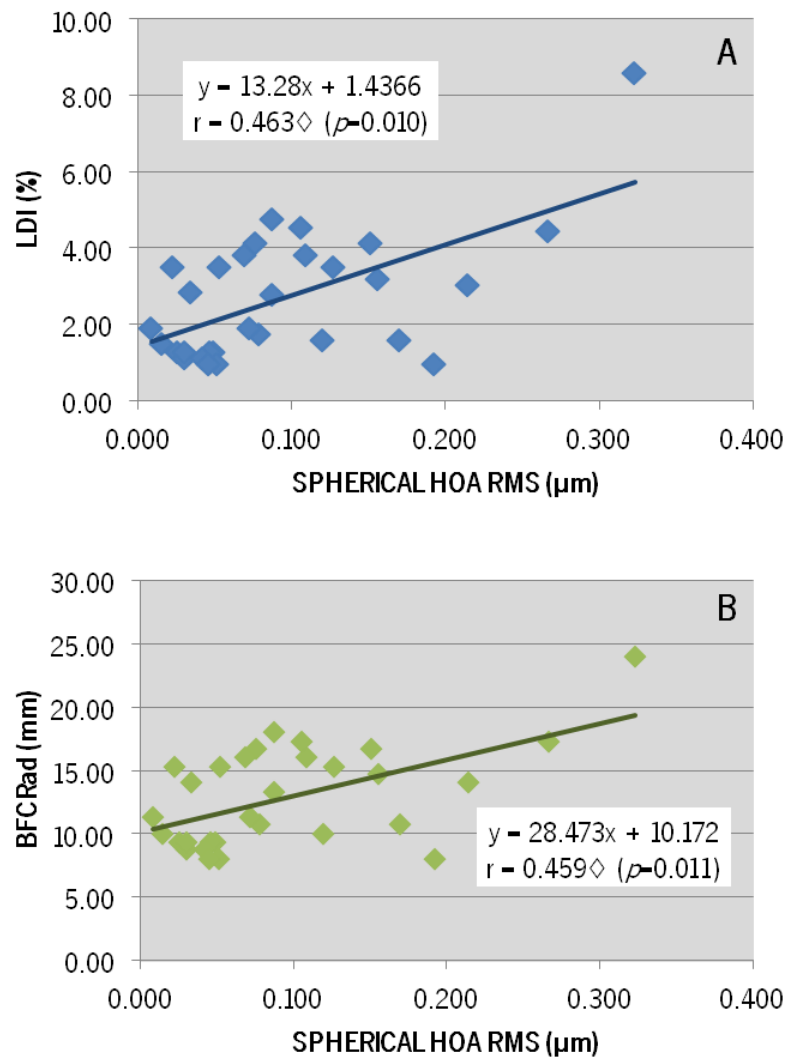 10.00
A
y = 13.28x + 1.4366
r = 0.463◊ (p=0.010)
8.00
6.00
LDI (%)
4.00
2.00
0.00
0.000 0.100 0.200 0.300 0.400
SPHERICAL HOA RMS (µm)
30.00
B
25.00
20.00
BFCRad (mm)
15.00
10.00
y = 28.473x + 10.172
r = 0.459◊ (p=0.011)
5.00
0.00
0.000 0.100 0.200 0.300 0.400
SPHERICAL HOA RMS (µm)